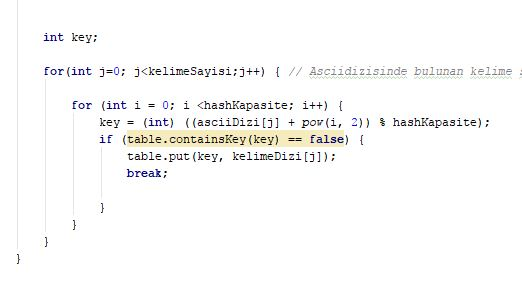 int key;
for(int j=0; j<kelimeSayisi;j++) { // Asciidizisinde bulunan kelime
for (int i = 0; i <hashKapasite; i++) {
key = (int) ((asciiDizi[j] + pow(i, 2)) % hashKapasite);
if (table.containsKey(key) == false) {
table.put(key, kelimeDizi[j]);
break;
}
}
}
}